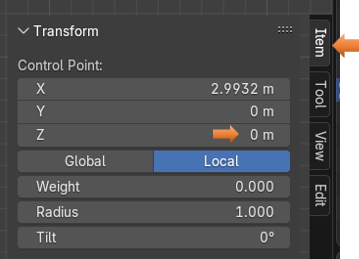 Transform
Control Point:
X 2.9932 m
Y 0 m
Z 0 m
Global Local
Weight 0.000
Radius 1.000
Tilt 0°
Item
Tool
View
Edit